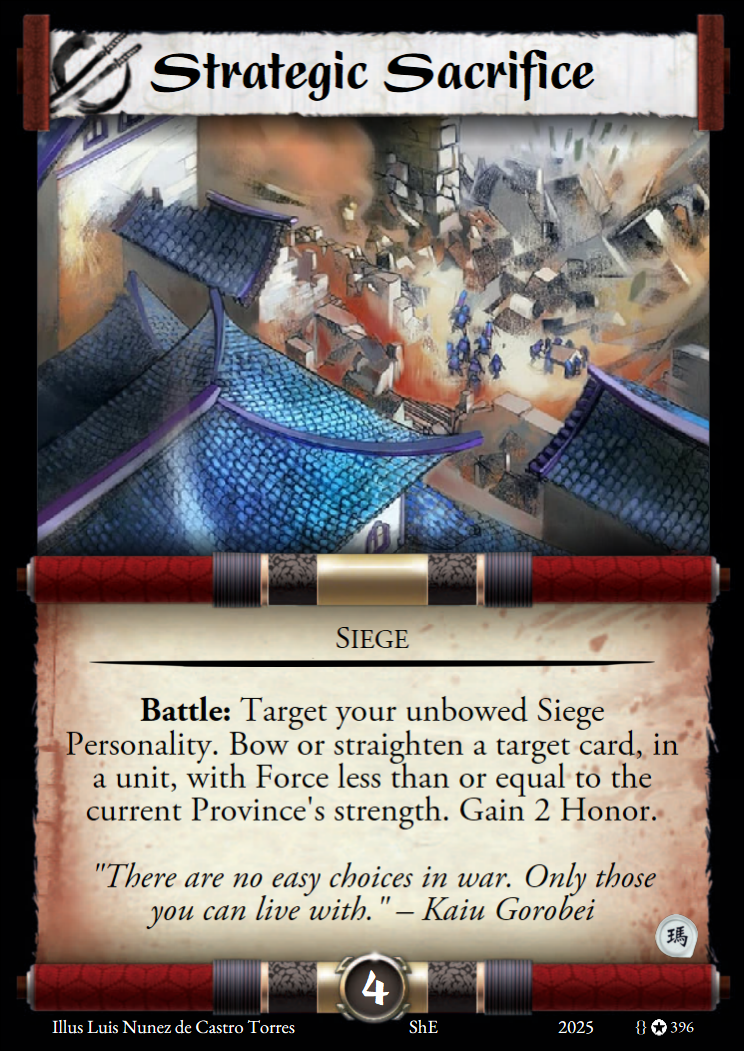 Strategic Sacrifice
SIEGE
Battle: Target your unbowed Siege
Personality. Bow or straighten a target card, in
a unit, with Force less than or equal to the
current Province's strength. Gain 2 Honor.
"There are no easy choices in war. Only those
you can live with." – Kaiu Gorobei
瑪
4
Illus Luis Nunez de Castro Torres ShE 2025 {} ✪ 396